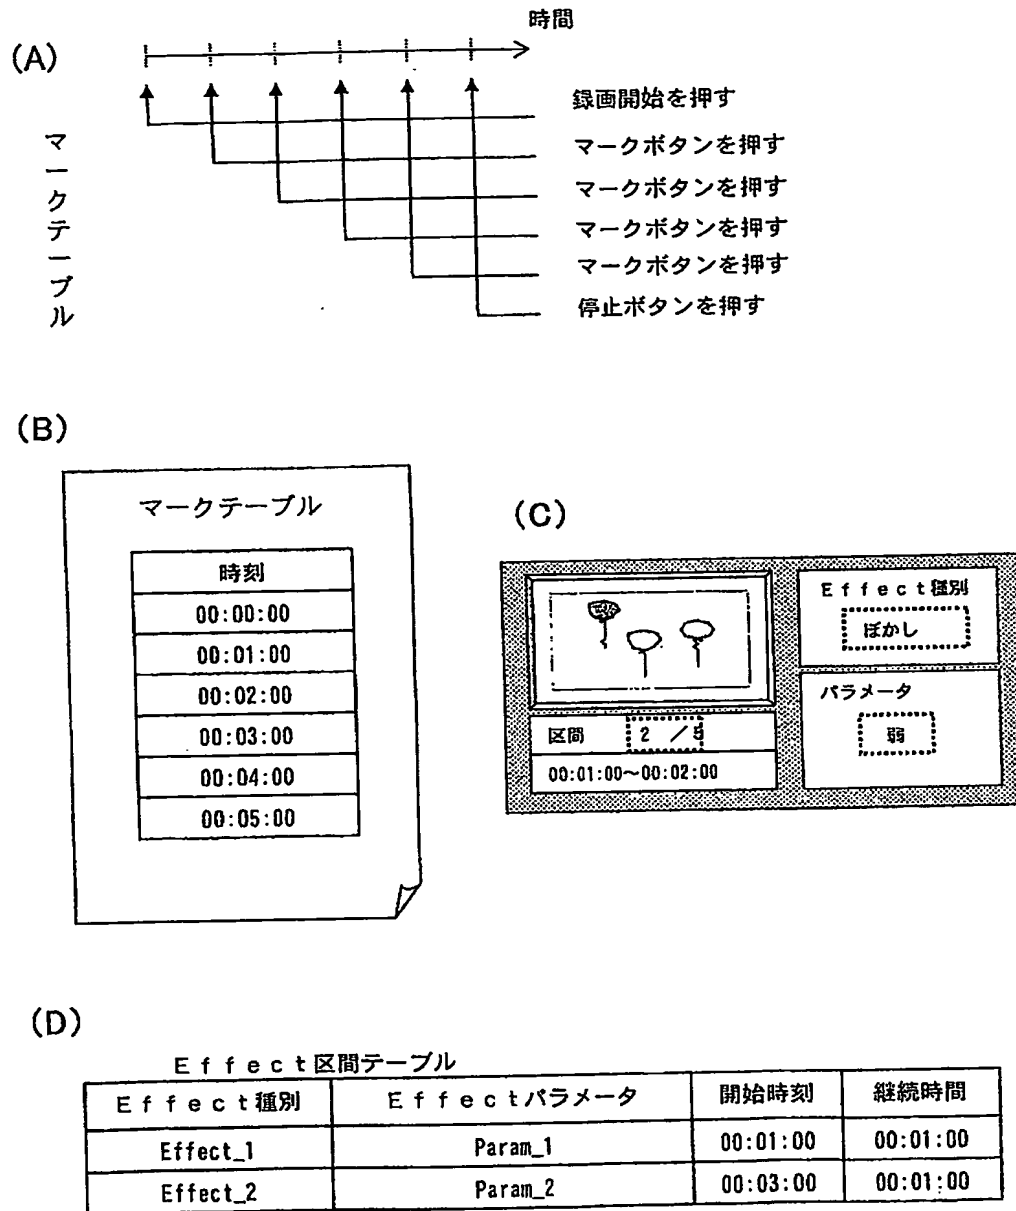 時間
(A)
録画開始を押す
マークボタンを押す
マークボタンを押す
マークボタンを押す
マークボタンを押す
停止ボタンを押す
マークテーブル
(B)
マークテーブル
時刻
00:00:00
00:01:00
00:02:00
00:03:00
00:04:00
00:05:00
(C)
Effect種別
ぼかし
パラメータ
弱
区間 2 /5
00:01:00~00:02:00
(D)
Effect区間テーブル
Effect種別 Effectパラメータ 開始時刻 継続時間
Effect_1 Param_1 00:01:00 00:01:00
Effect_2 Param_2 00:03:00 00:01:00